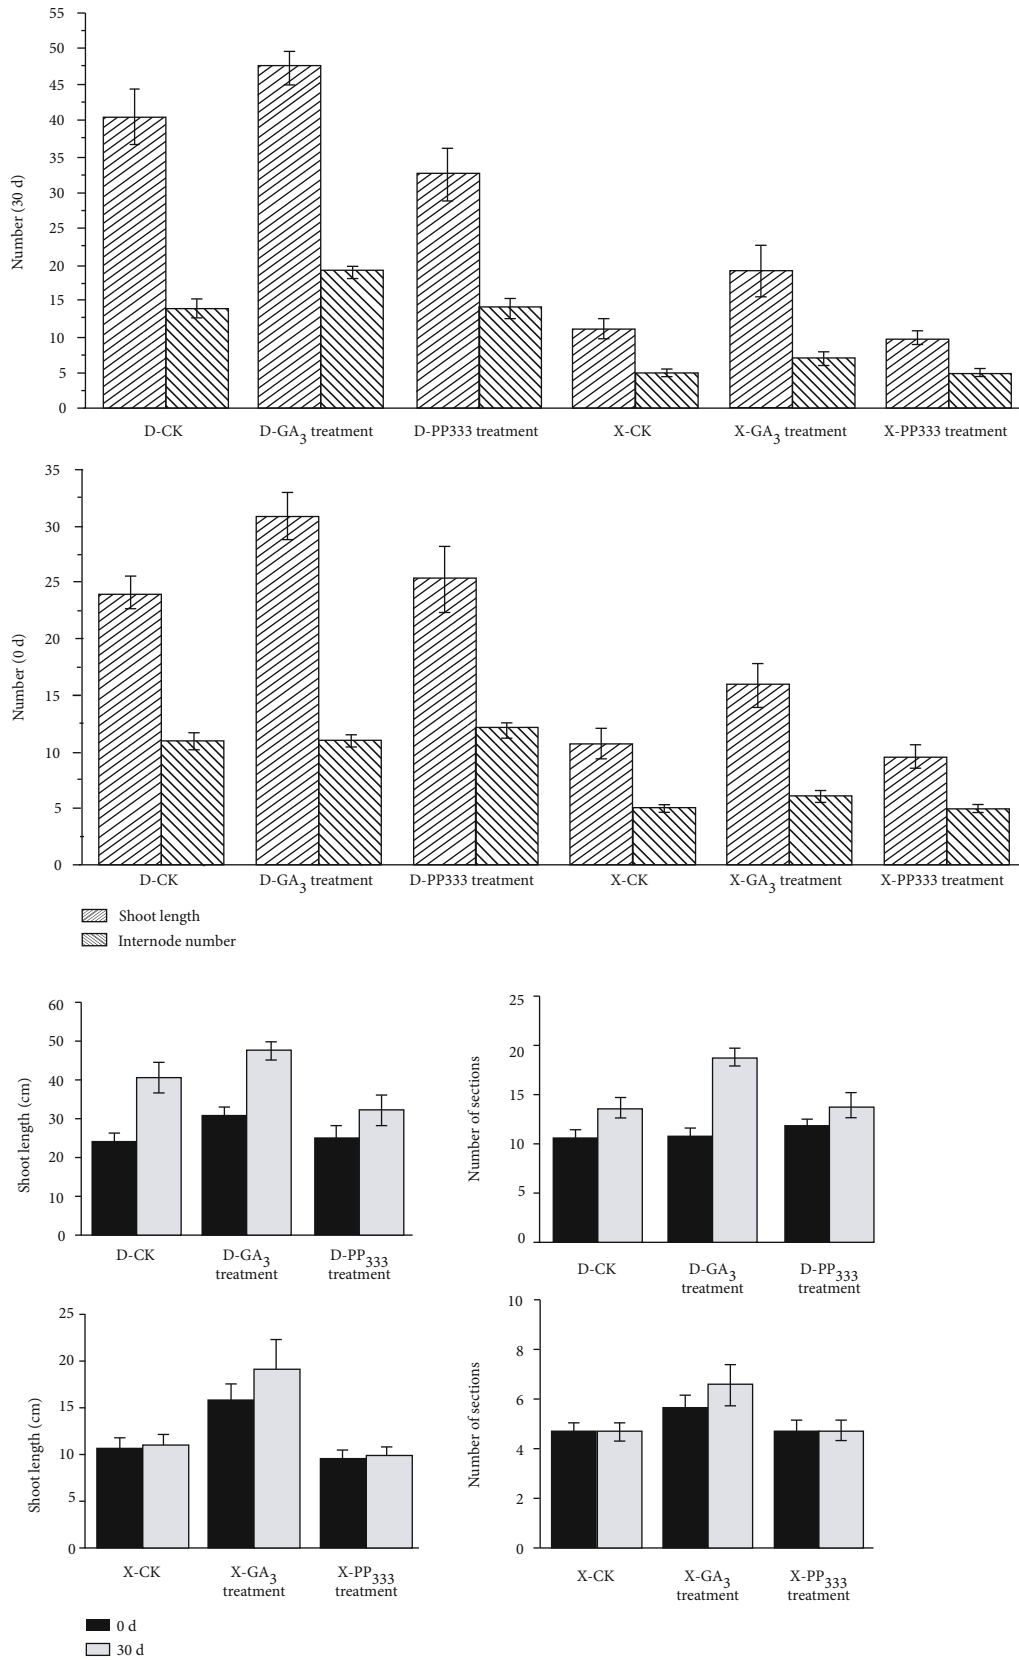 55
50
45
40
35
30
25
20
15
10
5
0
Number (30 d)
D-CK D-GA3 treatment D-PP333 treatment X-CK X-GA3 treatment X-PP333 treatment
35
30
25
20
15
10
5
0
Number (0 d)
D-CK D-GA3 treatment D-PP333 treatment X-CK X-GA3 treatment X-PP333 treatment
Shoot length
Internode number
60
50
40
30
20
10
0
Shoot length (cm)
D-CK D-GA3 D-PP333
treatment treatment
25
20
15
10
5
0
Number of sections
D-CK D-GA3 D-PP333
treatment treatment
25
20
15
10
5
0
Shoot length (cm)
X-CK X-GA3 X-PP333
treatment treatment
10
8
6
4
2
0
Number of sections
X-CK X-GA3 X-PP333
treatment treatment
0 d
30 d